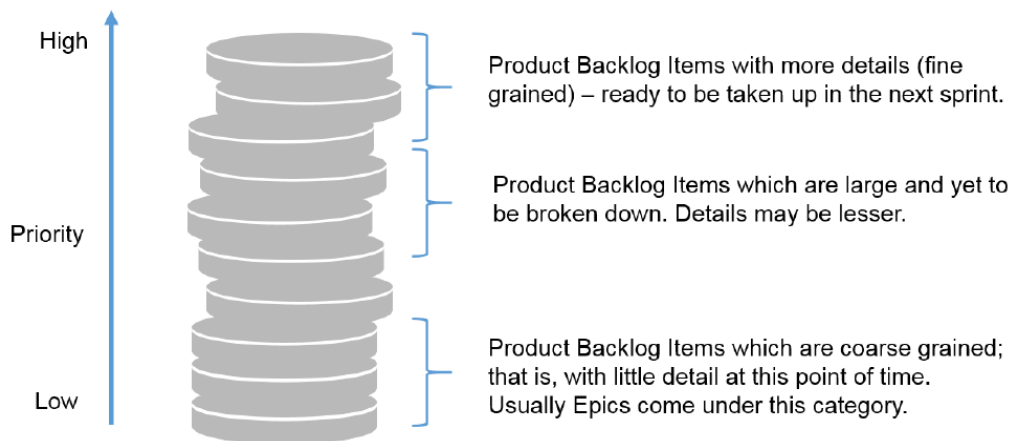 High
Product Backlog Items with more details (fine
grained) – ready to be taken up in the next sprint.
Product Backlog Items which are large and yet to
be broken down. Details may be lesser.
Priority
Product Backlog Items which are coarse grained;
that is, with little detail at this point of time.
Usually Epics come under this category.
Low